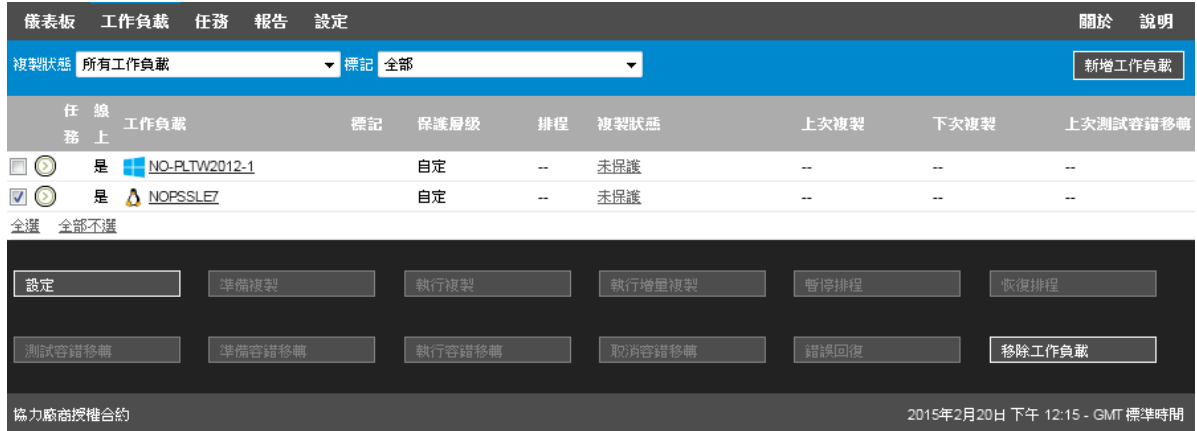 儀表板 工作負載 任務 報告 設定 關於 說明
複製狀態 所有工作負載 標記 全部 新增工作負載
任務 線上 工作負載 標記 保護層級 排程 複製狀態 上次複製 下次複製 上次測試容錯移轉
是 NO-PLTW2012-1 自定 -- 未保護 -- -- --
是 NOPSSLE7 自定 -- 未保護 -- -- --
全選 全部不選
設定 準備複製 執行複製 執行增量複製 暫停排程 恢復排程
測試容錯移轉 準備容錯移轉 執行容錯移轉 取消容錯移轉 錯誤回復 移除工作負載
協力廠商授權合約 2015年2月20日 下午 12:15 - GMT 標準時間